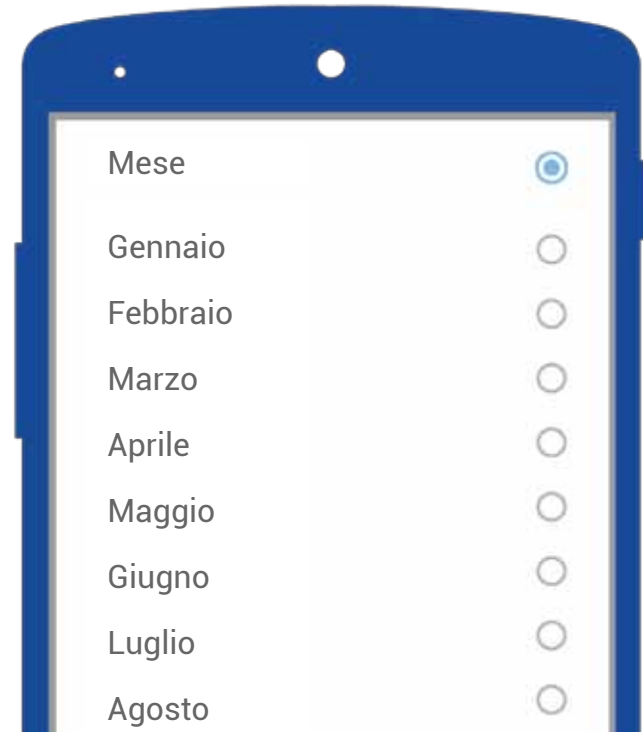 Mese
Gennaio
Febbraio
Marzo
Aprile
Maggio
Giugno
Luglio
Agosto